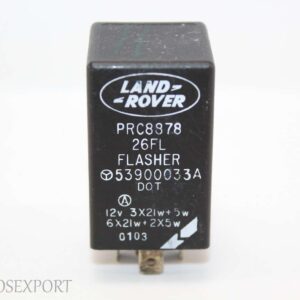 LAND-
-ROVER
PRC8878
26FL
FLASHER
53900033A
DOT
A
12v 3X21w+5w
6X21w+2X5w
0103
OSEXPORT